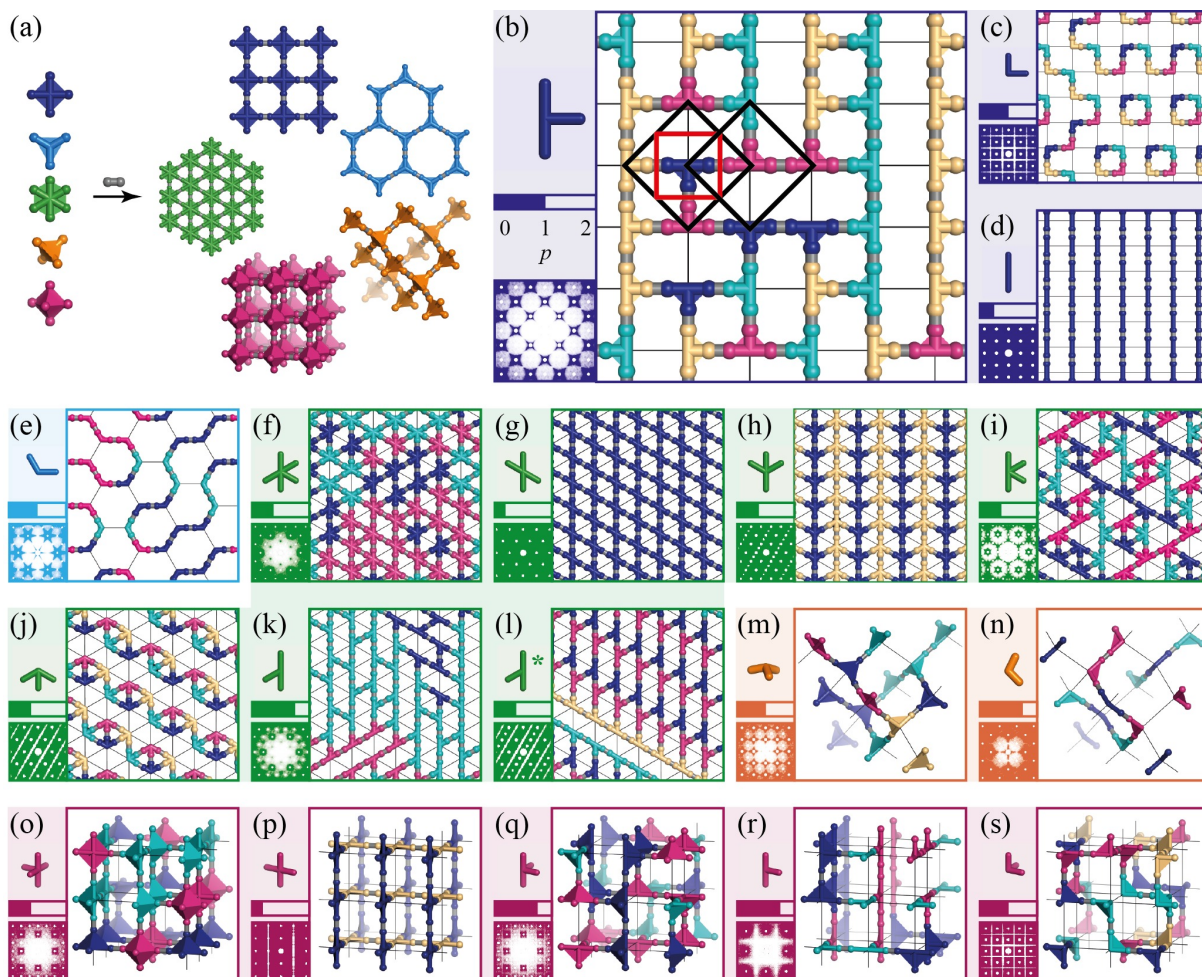 (a)
(b)
0 1 2
p
(c)
(d)
(e)
(f)
(g)
(h)
(i)
(j)
(k)
(l)
*
(m)
(n)
(o)
(p)
(q)
(r)
(s)